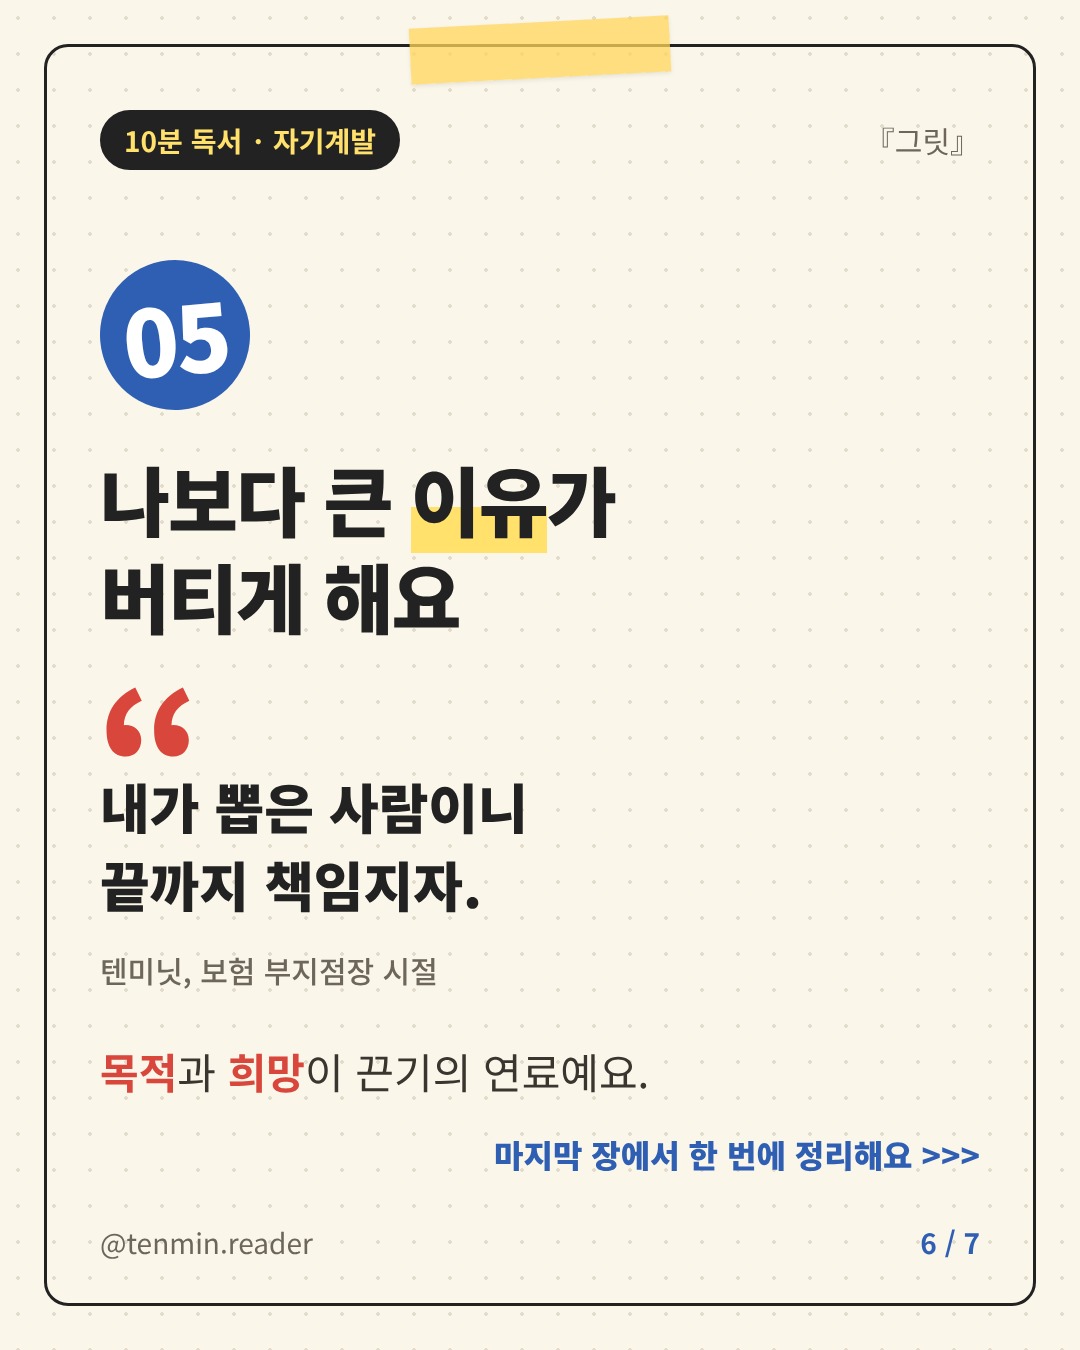 10분 독서 · 자기계발
『그릿』
05
나보다 큰 이유가
버티게 해요
“
내가 뽑은 사람이니
끝까지 책임지자.
텐미닛, 보험 부지점장 시절
목적과 희망이 끈기의 연료예요.
마지막 장에서 한 번에 정리해요 >>>
@tenmin.reader
6 / 7